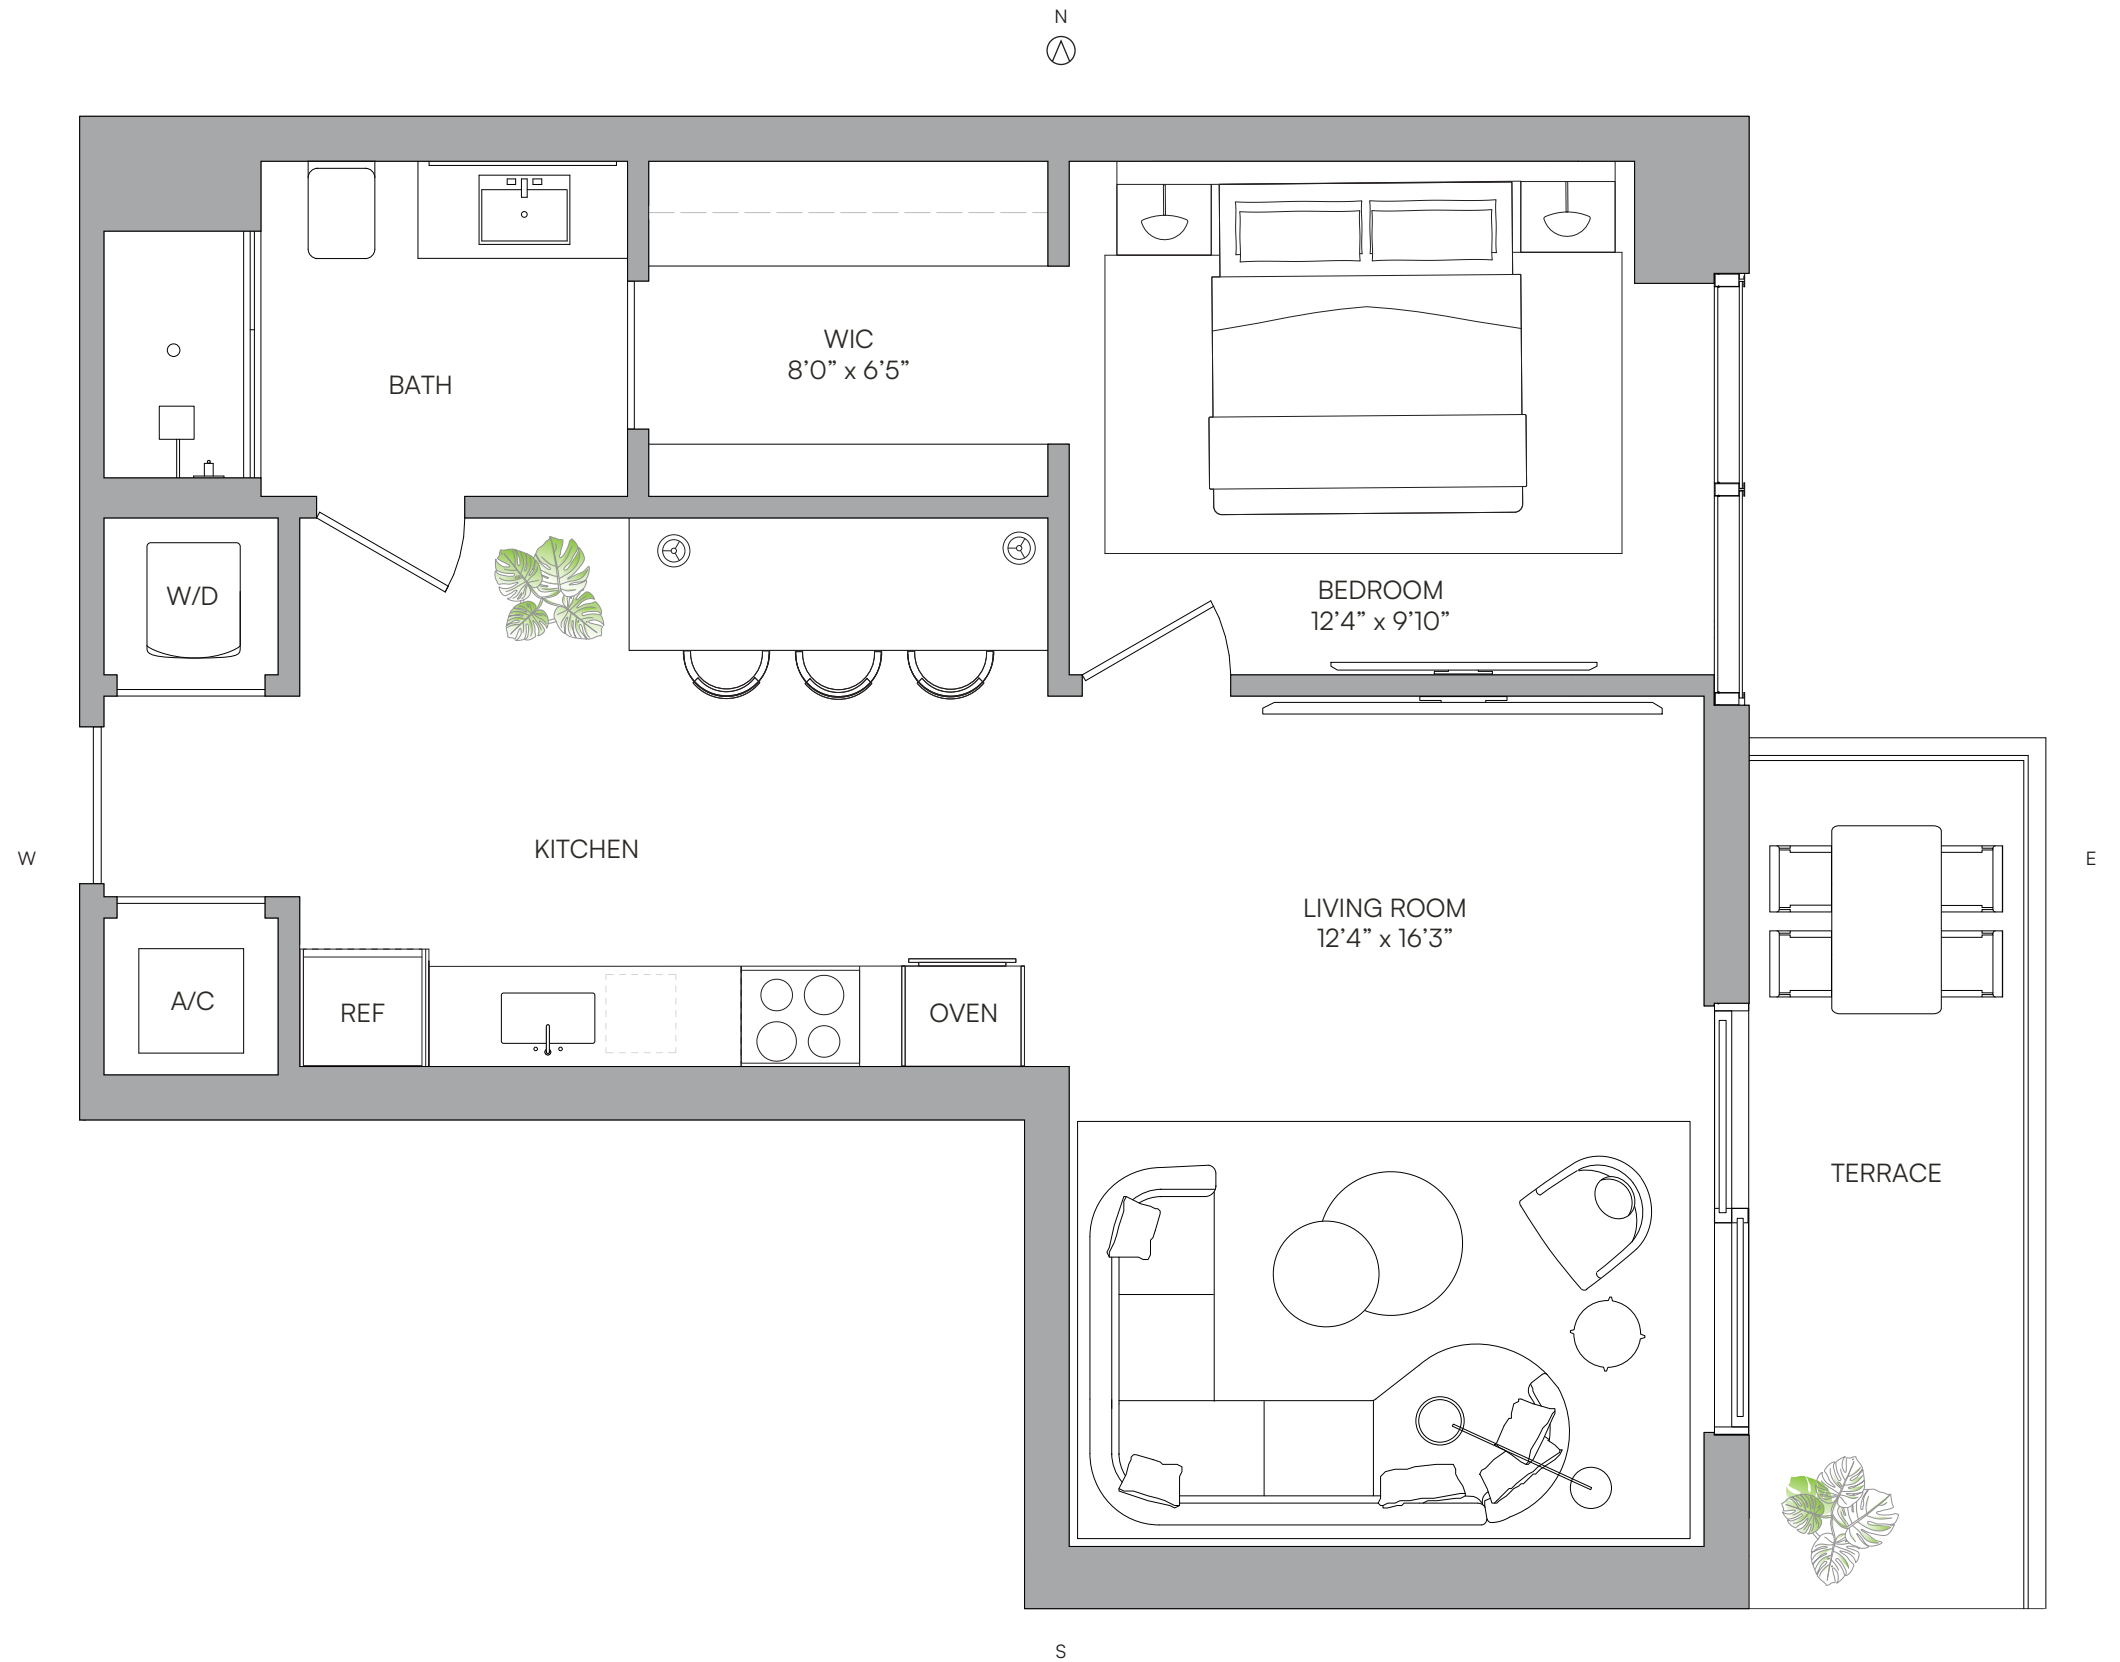 N
WIC
8’0” x 6’5”
BATH
BEDROOM
12’4” x 9’10”
W/D
W
KITCHEN
E
LIVING ROOM
12’4” x 16’3”
A/C
REF
OVEN
TERRACE
S